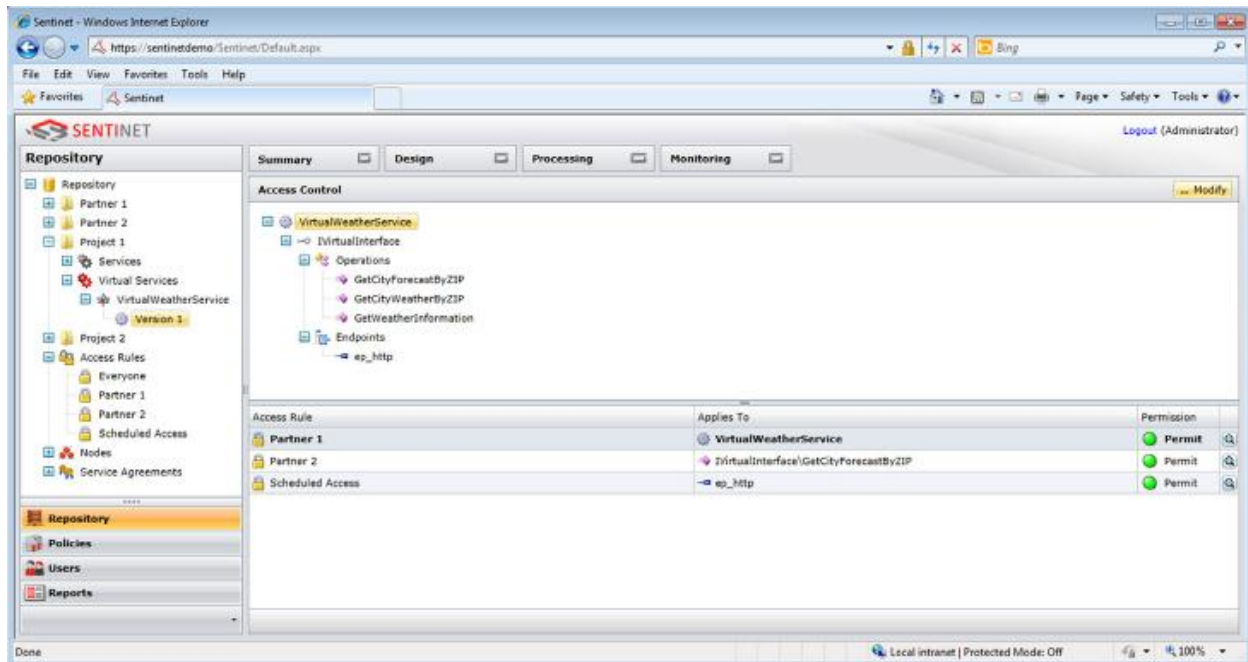 Sentinet - Windows Internet Explorer
https://sentinetdemo/Sentinet/Default.aspx
Bing
File Edit View Favorites Tools Help
Favorites Sentinet Page Safety Tools
SENTINET Logout (Administrator)
Repository Summary Design Processing Monitoring
Access Control Modify
Repository
Partner 1
Partner 2
Project 1
Services
Virtual Services
VirtualWeatherService
Version 1
Project 2
Access Rules
Everyone
Partner 1
Partner 2
Scheduled Access
Nodes
Service Agreements
Repository
Policies
Users
Reports
VirtualWeatherService
IVirtualInterface
Operations
GetCityForecastByZIP
GetCityWeatherByZIP
GetWeatherInformation
Endpoints
ep_http
Access Rule Applies To Permission
Partner 1 VirtualWeatherService Permit
Partner 2 IVirtualInterface\GetCityForecastByZIP Permit
Scheduled Access ep_http Permit
Done Local intranet | Protected Mode: Off 100%